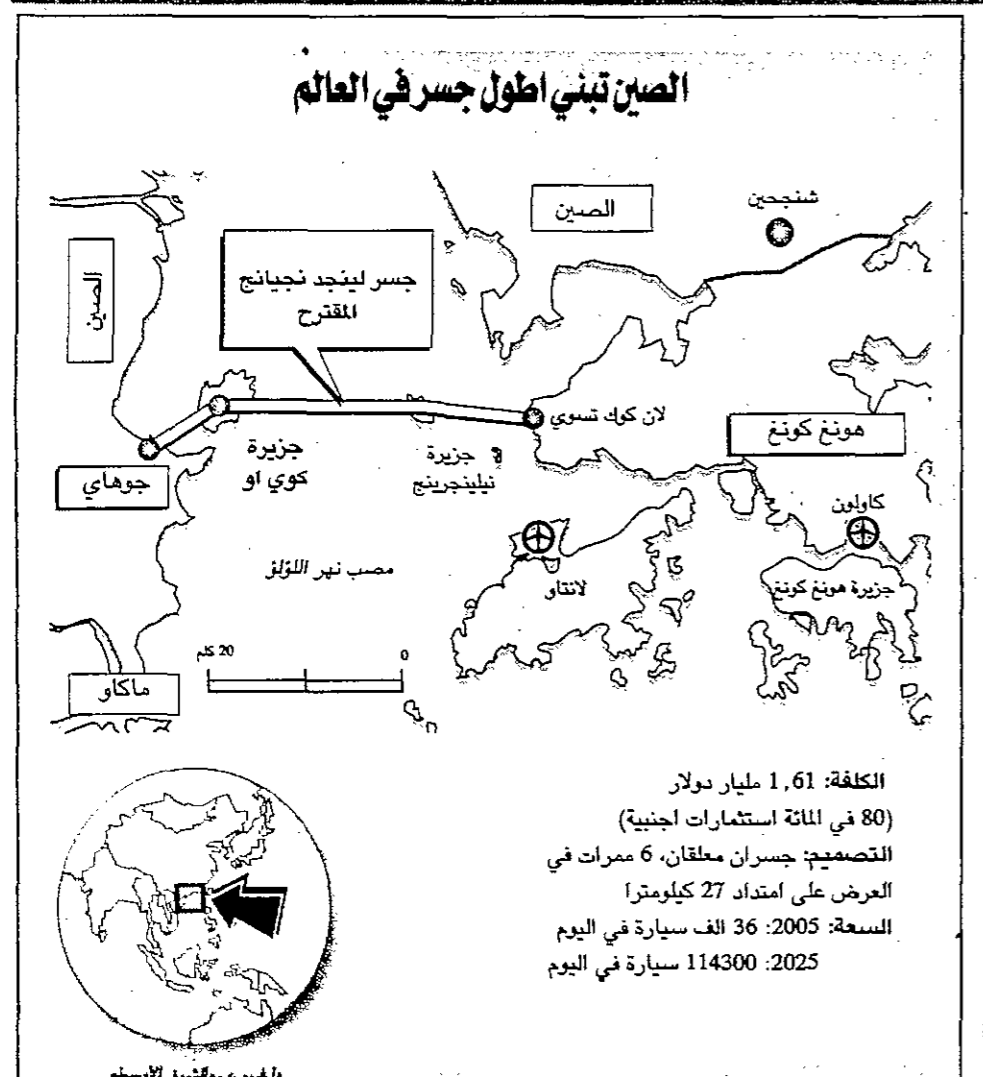 الصين تبني اطول جسر في العالم
شنجحين
الصين
الصين
جسر لينجد نجيانج
المقترح
لان كوك تسوي
هونغ كونغ
جزيرة
كوي او
جزيرة
نيلينجرينج
جوهاي
كاولون
مصب نهر اللؤلؤ
لانتاو
جزيرة هونغ كونغ
20 كلم
0
ماكاو
الكلفة: 1,61 مليار دولار
(80 في المائة استثمارات اجنبية)
التصميم: جسران معلقان، 6 ممرات في
العرض على امتداد 27 كيلومترا
السعة: 2005: 36 الف سيارة في اليوم
2025: 114300 سيارة في اليوم